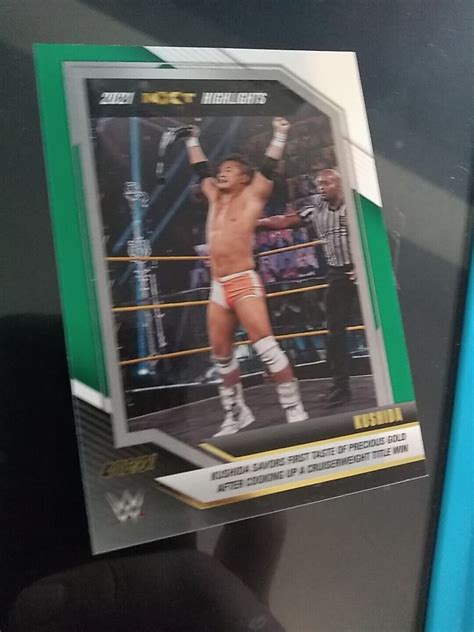 2021 NXT HIGHLIGHTS
KUSHIDA
KUSHIDA SAVORS FIRST TASTE OF PRECIOUS GOLD
AFTER COOKING UP A CRUISERWEIGHT TITLE WIN
W